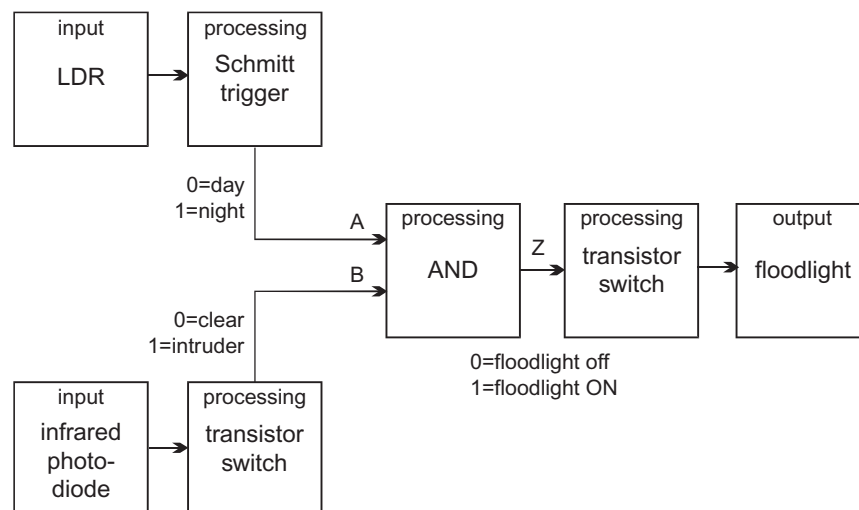 input
LDR
processing
Schmitt
trigger
0=day
1=night
A
B
processing
AND
Z
processing
transistor
switch
output
floodlight
0=clear
1=intruder
0=floodlight off
1=floodlight ON
input
infrared
photo-
diode
processing
transistor
switch